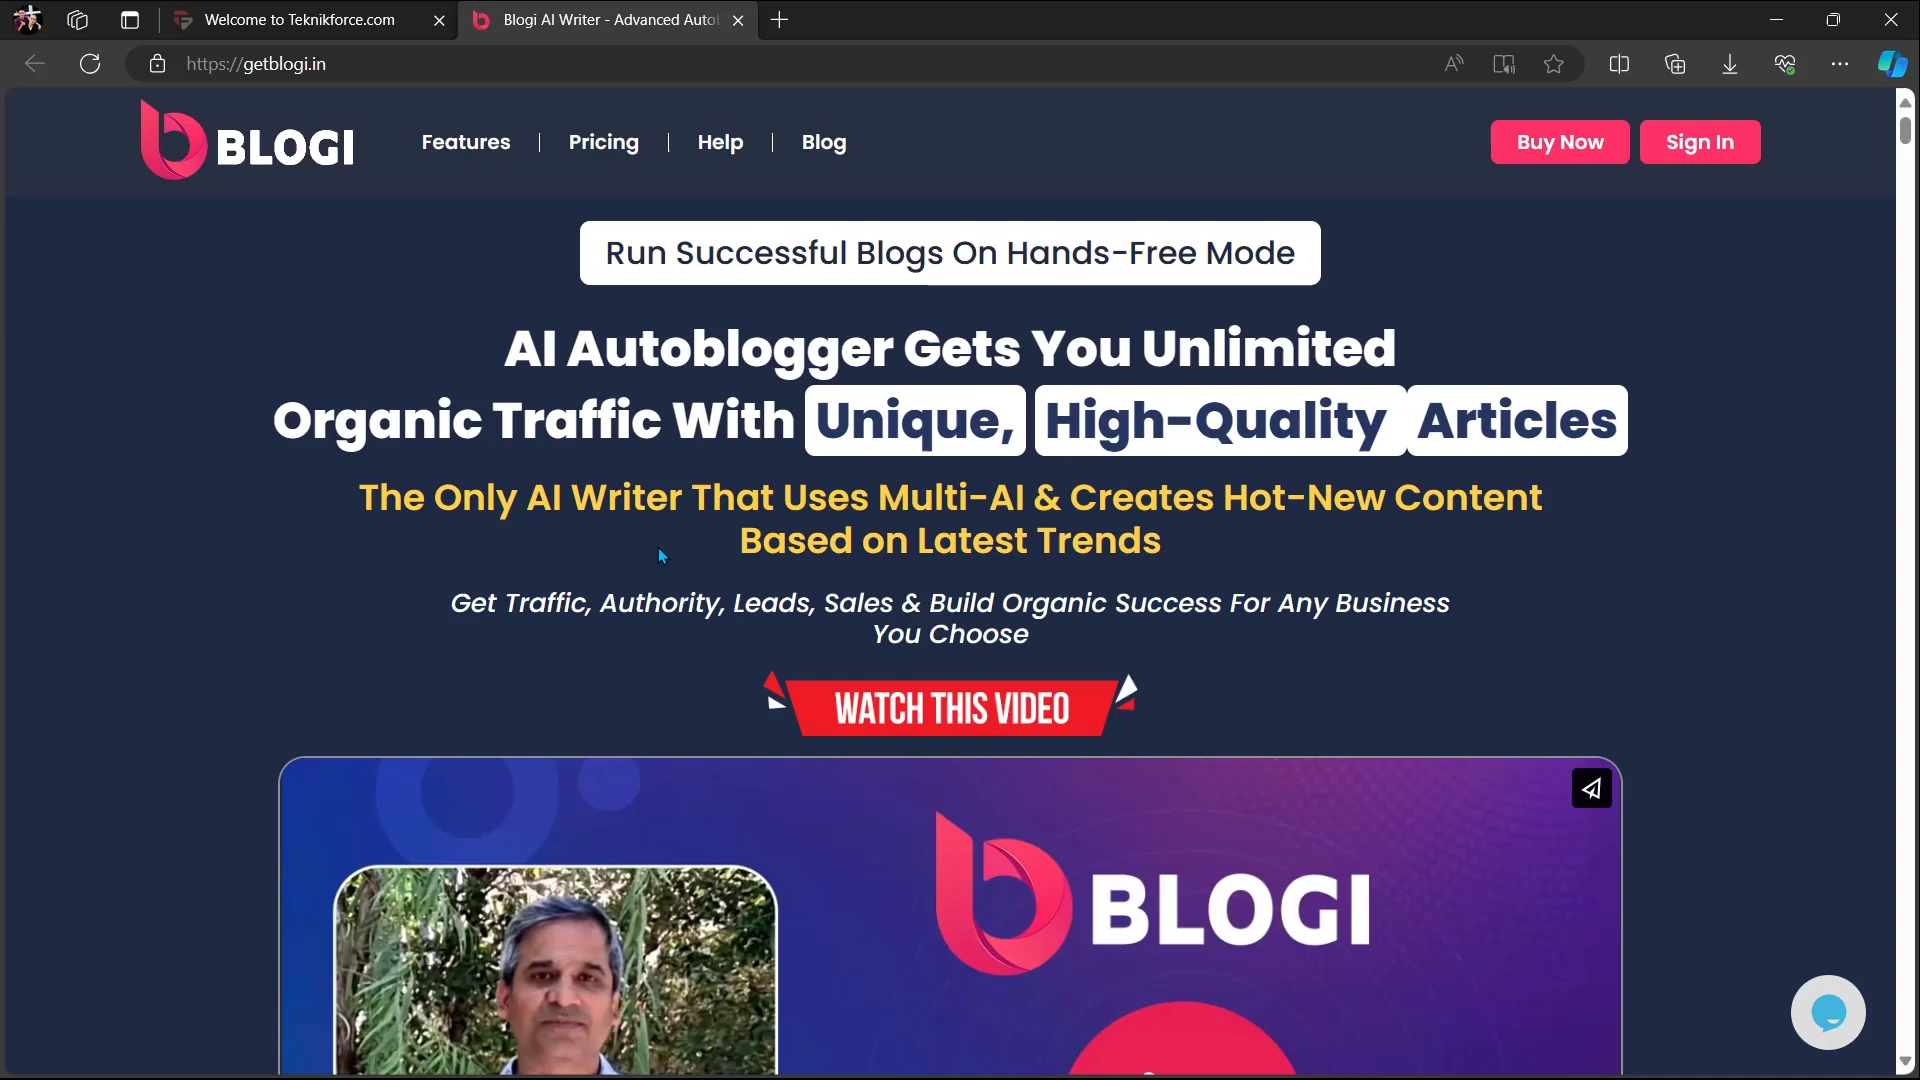 Welcome to Teknikforce.com
Blogi AI Writer - Advanced Autob
https://getblogi.in
BLOGI
Features
Pricing
Help
Blog
Buy Now
Sign In
Run Successful Blogs On Hands-Free Mode
AI Autoblogger Gets You Unlimited
Organic Traffic With Unique, High-Quality Articles
The Only AI Writer That Uses Multi-AI & Creates Hot-New Content
Based on Latest Trends
Get Traffic, Authority, Leads, Sales & Build Organic Success For Any Business
You Choose
WATCH THIS VIDEO
BLOGI